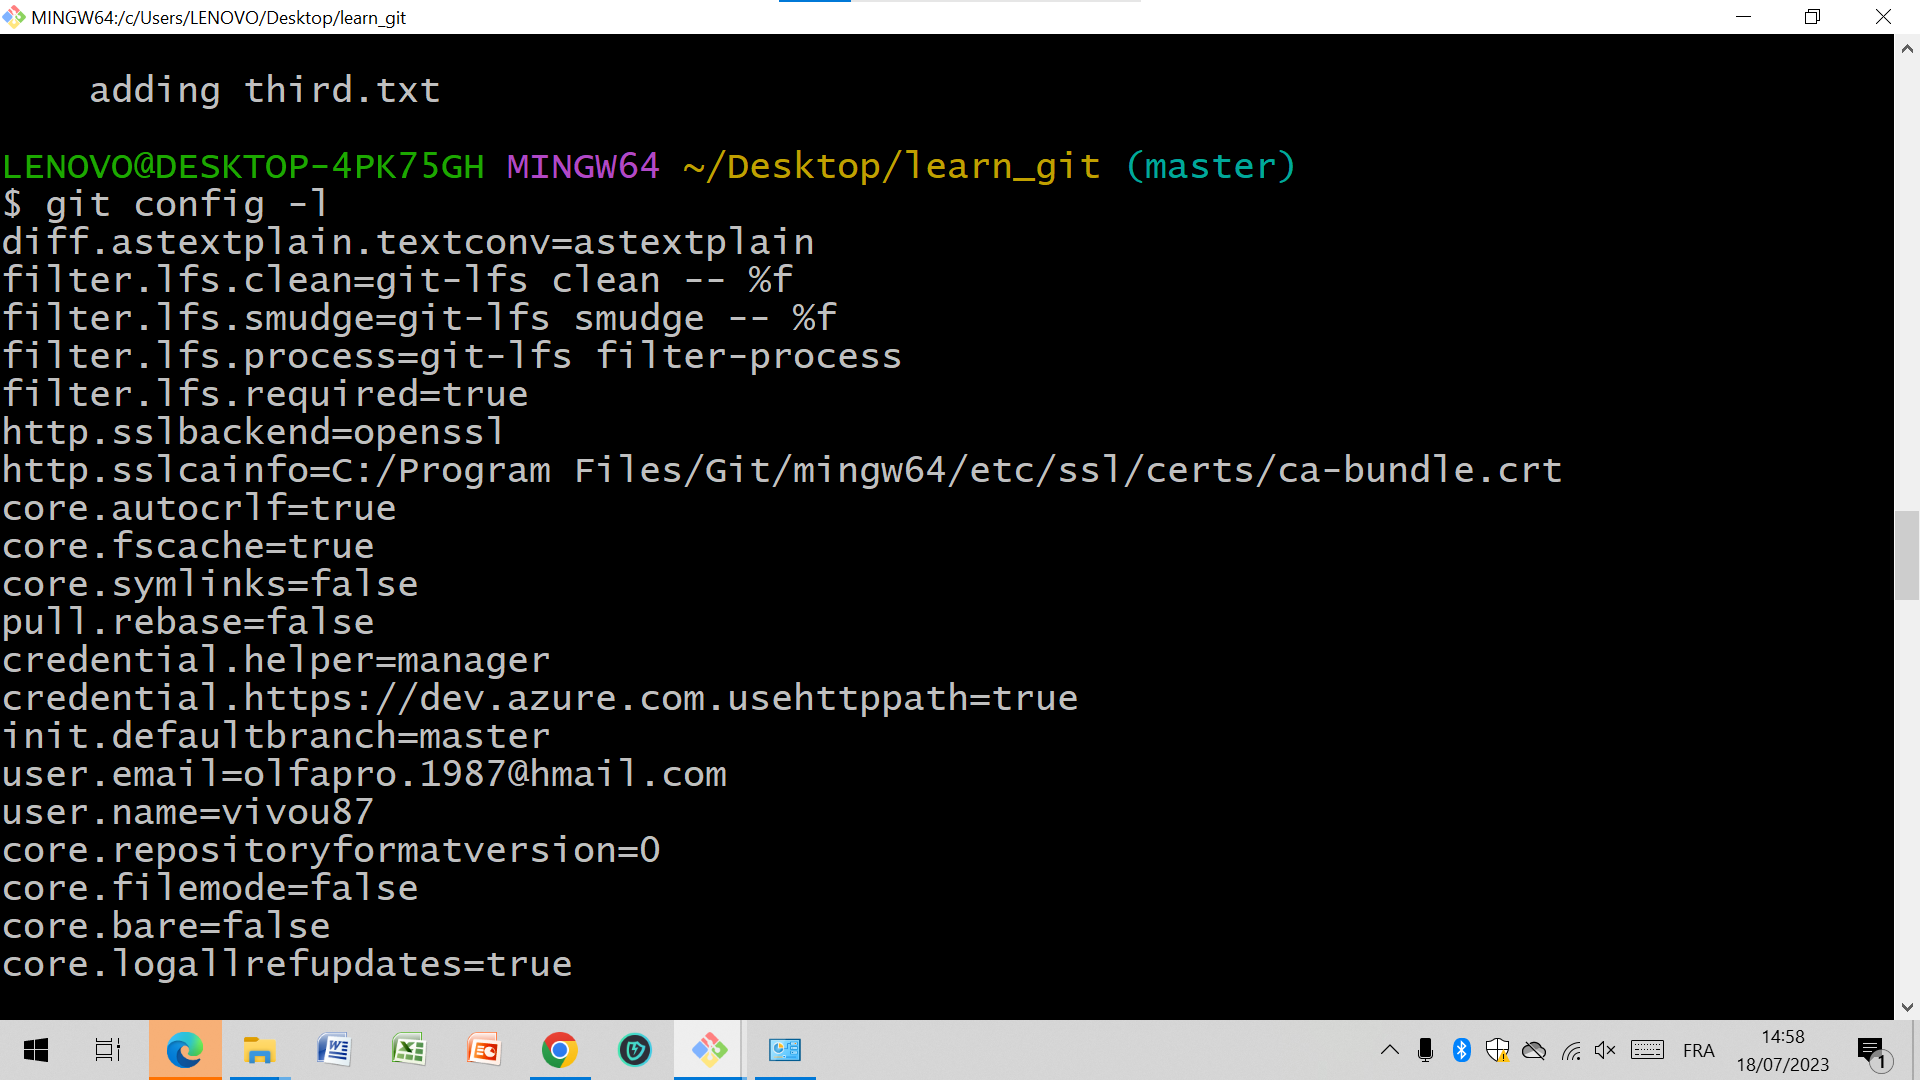 MINGW64:/c/Users/LENOVO/Desktop/learn_git
adding third.txt
LENOVO@DESKTOP-4PK75GH MINGW64 ~/Desktop/learn_git (master)
$ git config -l
diff.astextplain.textconv=astextplain
filter.lfs.clean=git-lfs clean -- %f
filter.lfs.smudge=git-lfs smudge -- %f
filter.lfs.process=git-lfs filter-process
filter.lfs.required=true
http.sslbackend=openssl
http.sslcainfo=C:/Program Files/Git/mingw64/etc/ssl/certs/ca-bundle.crt
core.autocrlf=true
core.fscache=true
core.symlinks=false
pull.rebase=false
credential.helper=manager
credential.https://dev.azure.com.usehttppath=true
init.defaultbranch=master
user.email=olfapro.1987@hmail.com
user.name=vivou87
core.repositoryformatversion=0
core.filemode=false
core.bare=false
core.logallrefupdates=true
FRA
14:58
18/07/2023
1